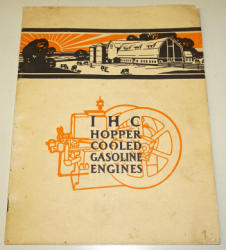 I H C
HOPPER
COOLED
GASOLINE
ENGINES